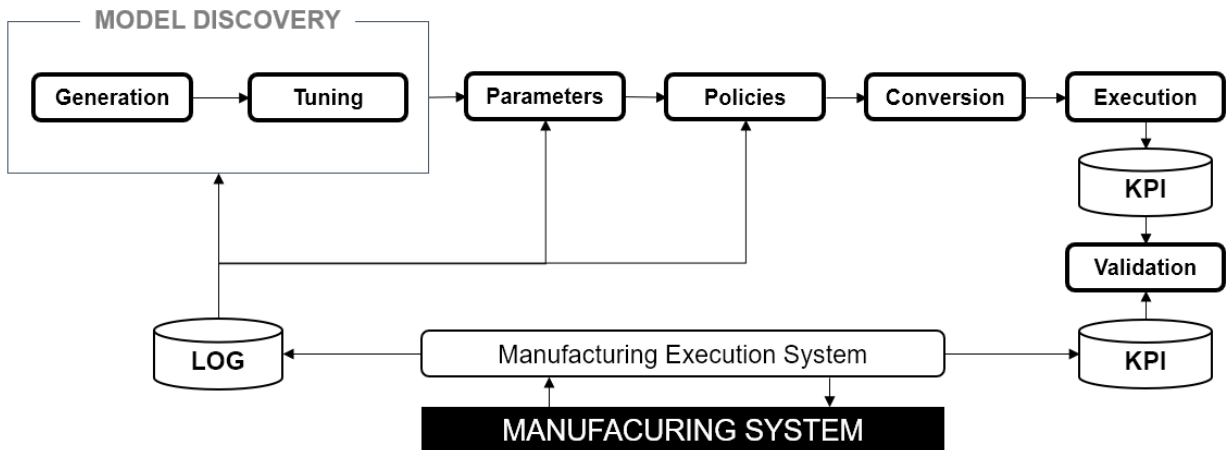 MODEL DISCOVERY
Generation
Tuning
Parameters
Policies
Conversion
Execution
KPI
Validation
LOG
Manufacturing Execution System
KPI
MANUFACURING SYSTEM